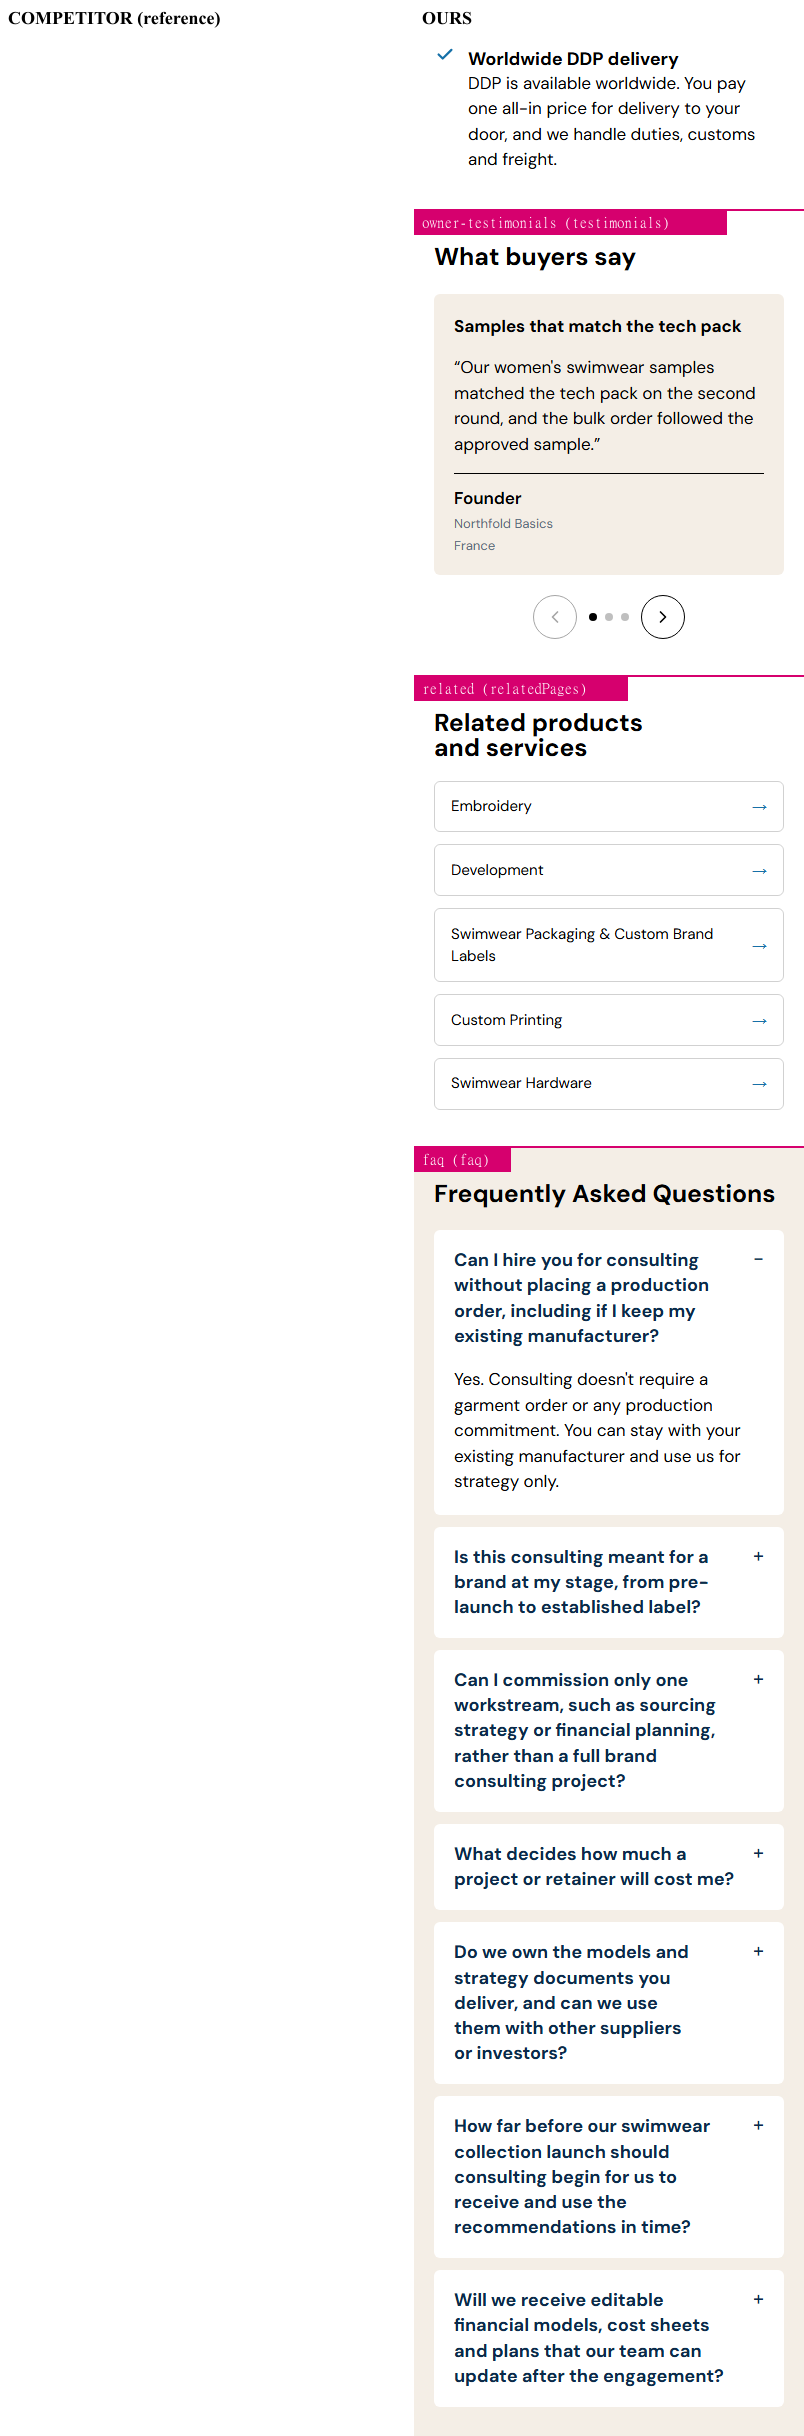 COMPETITOR (reference)
OURS
Worldwide DDP delivery
DDP is available worldwide. You pay
one all-in price for delivery to your
door, and we handle duties, customs
and freight.
owner-testimonials (testimonials)
What buyers say
Samples that match the tech pack
“Our women's swimwear samples
matched the tech pack on the second
round, and the bulk order followed the
approved sample.”
Founder
Northfold Basics
France
related (relatedPages)
Related products
and services
Embroidery →
Development →
Swimwear Packaging & Custom Brand
Labels →
Custom Printing →
Swimwear Hardware →
faq (faq)
Frequently Asked Questions
Can I hire you for consulting −
without placing a production
order, including if I keep my
existing manufacturer?
Yes. Consulting doesn't require a
garment order or any production
commitment. You can stay with your
existing manufacturer and use us for
strategy only.
Is this consulting meant for a +
brand at my stage, from pre-
launch to established label?
Can I commission only one +
workstream, such as sourcing
strategy or financial planning,
rather than a full brand
consulting project?
What decides how much a +
project or retainer will cost me?
Do we own the models and +
strategy documents you
deliver, and can we use
them with other suppliers
or investors?
How far before our swimwear +
collection launch should
consulting begin for us to
receive and use the
recommendations in time?
Will we receive editable +
financial models, cost sheets
and plans that our team can
update after the engagement?